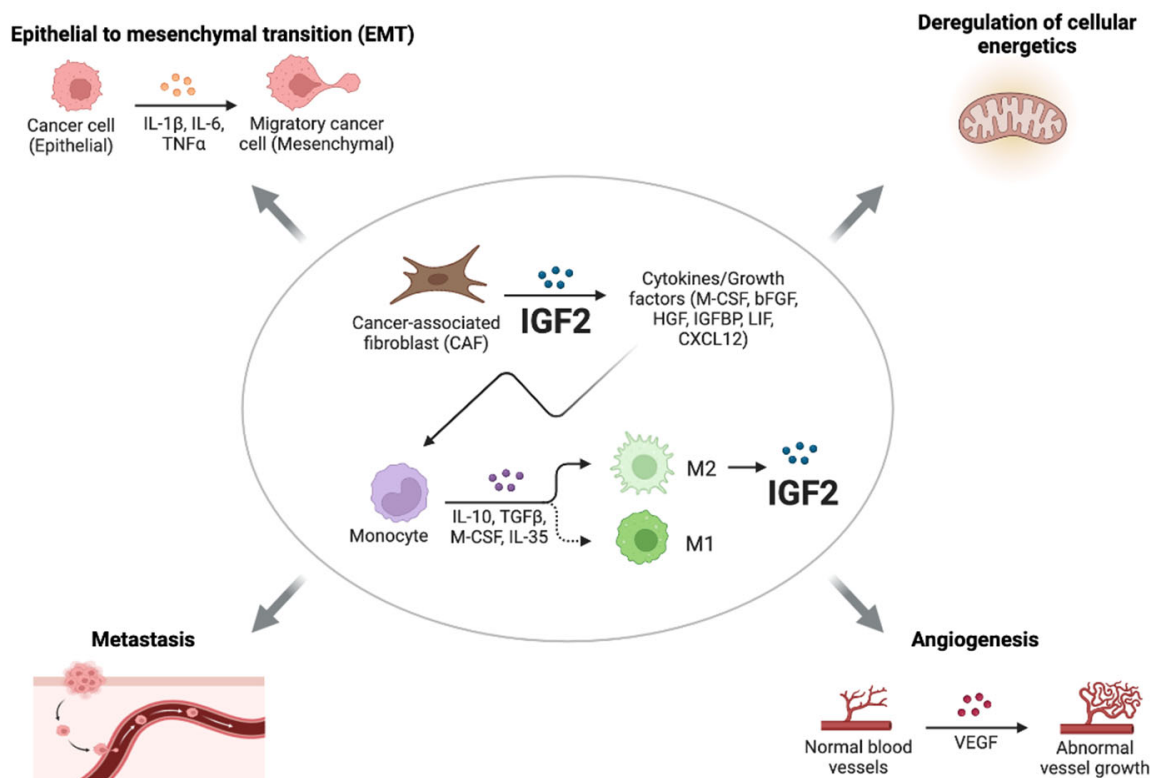 Epithelial to mesenchymal transition (EMT)
Cancer cell
(Epithelial)
IL-1β, IL-6,
TNFα
Migratory cancer
cell (Mesenchymal)
Deregulation of cellular
energetics
Cancer-associated
fibroblast (CAF)
IGF2
Cytokines/Growth
factors (M-CSF, bFGF,
HGF, IGFBP, LIF,
CXCL12)
Monocyte
IL-10, TGFβ,
M-CSF, IL-35
M2
IGF2
M1
Metastasis
Angiogenesis
Normal blood
vessels
VEGF
Abnormal
vessel growth